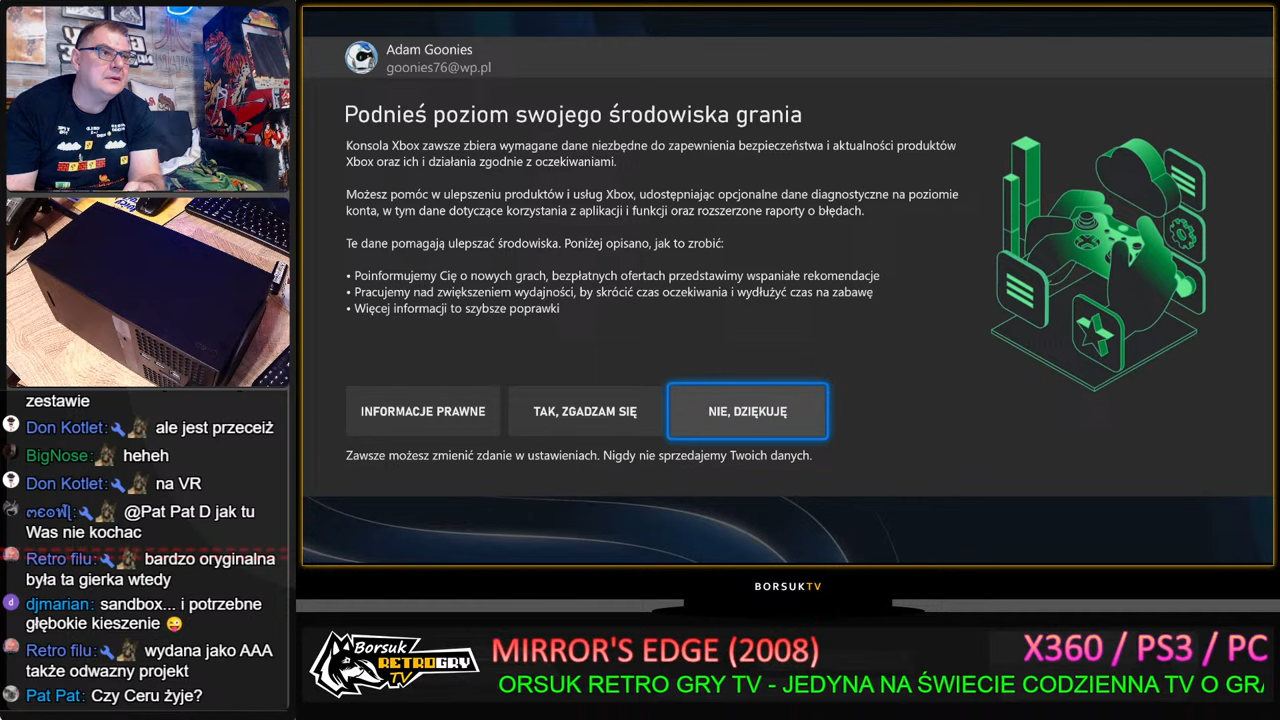 Adam Goonies
goonies76@wp.pl
Podnieś poziom swojego środowiska grania
Konsola Xbox zawsze zbiera wymagane dane niezbędne do zapewnienia bezpieczeństwa i aktualności produktów
Xbox oraz ich i działania zgodnie z oczekiwaniami.
Możesz pomóc w ulepszeniu produktów i usług Xbox, udostępniając opcjonalne dane diagnostyczne na poziomie
konta, w tym dane dotyczące korzystania z aplikacji i funkcji oraz rozszerzone raporty o błędach.
Te dane pomagają ulepszać środowiska. Poniżej opisano, jak to zrobić:
• Poinformujemy Cię o nowych grach, bezpłatnych ofertach przedstawimy wspaniałe rekomendacje
• Pracujemy nad zwiększeniem wydajności, by skrócić czas oczekiwania i wydłużyć czas na zabawę
• Więcej informacji to szybsze poprawki
INFORMACJE PRAWNE
TAK, ZGADZAM SIĘ
NIE, DZIĘKUJĘ
Zawsze możesz zmienić zdanie w ustawieniach. Nigdy nie sprzedajemy Twoich danych.
zestawie
Don Kotlet: ale jest przeceiż
BigNose: heheh
Don Kotlet: na VR
@Pat Pat D jak tu
Was nie kochac
Retro filu: bardzo oryginalna
była ta gierka wtedy
djmarian: sandbox... i potrzebne
głębokie kieszenie 😜
Retro filu: wydana jako AAA
także odwazny projekt
Pat Pat: Czy Ceru żyje?
BORSUKTV
Borsuk
RETROGRY
TV
MIRROR'S EDGE (2008)
X360 / PS3 / PC
ORSUK RETRO GRY TV - JEDYNA NA ŚWIECIE CODZIENNA TV O GRA